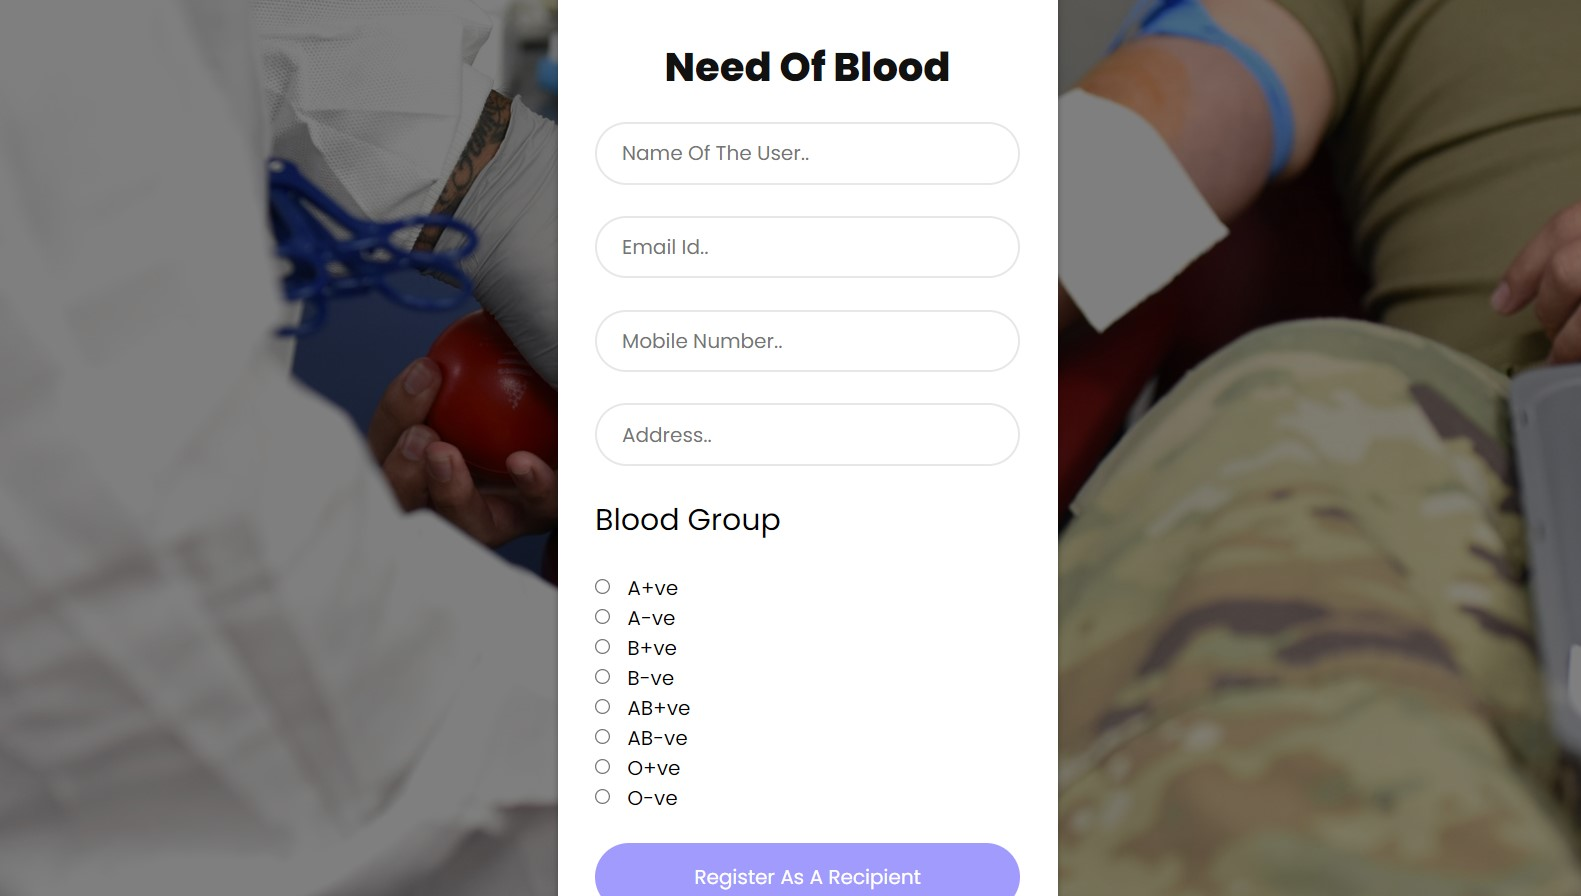 Need Of Blood
Name Of The User..
Email Id..
Mobile Number..
Address..
Blood Group
A+ve
A-ve
B+ve
B-ve
AB+ve
AB-ve
O+ve
O-ve
Register As A Recipient